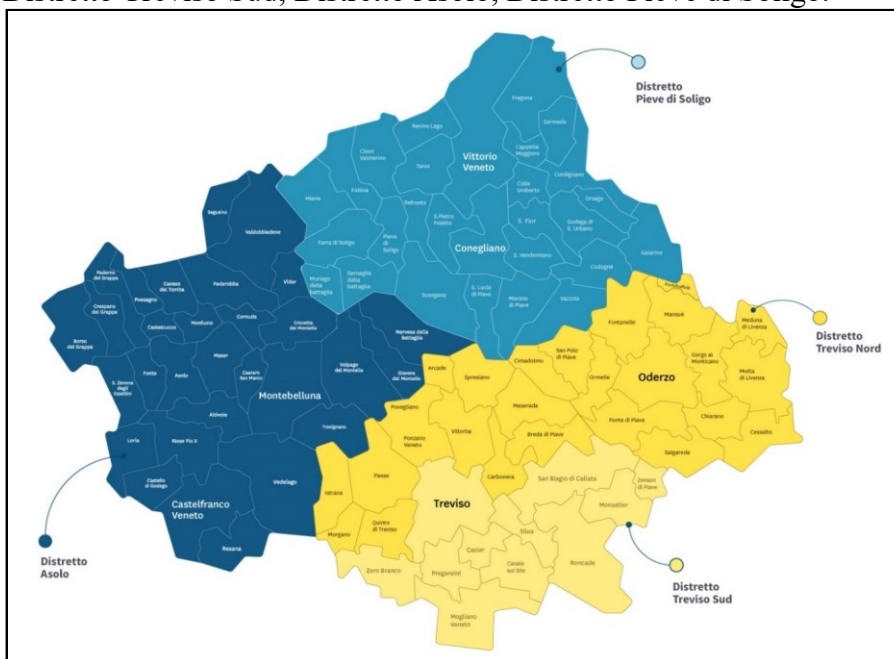 Distretto Treviso Sud, Distretto Asolo, Distretto Pieve di Soligo.
Distretto
Pieve di Soligo
Fregona
Sarmede
Revine Lago
Cappella
Maggiore
Cison
Valmarino
Vittorio
Veneto
Tarzo
Cordignano
Colle
Umberto
Miane
Follina
Refrontolo
Orsago
S.Pietro
Feletto
S. Fior
Godega di
S. Urbano
Segusino
Valdobbiadene
Farra di Soligo
Pieve
di
Soligo
Conegliano
S. Vendemiano
Gaiarine
Codognè
Moriago
della
battaglia
Sernaglia
della
battaglia
Susegana
S. Lucia
di Piave
Mareno
di Piave
Vazzola
Paderno
del Grappa
Possagno
Cavaso
del Tomba
Pederobba
Vidor
Crespano
del Grappa
Castelcucco
Monfumo
Cornuda
Crocetta
del Montello
Nervesa della
Battaglia
Borso
del Grappa
Fonte
Asolo
Maser
Caerano
San Marco
Volpago
del Montello
Giavera
del Montello
S. Zenone
degli
Ezzelini
Montebelluna
Altivole
Trevignano
Loria
Riese Pio X
Castello
di Godego
Vedelago
Castelfranco
Veneto
Resana
Distretto
Asolo
Fontanelle
Mansuè
Meduna
di Livenza
Distretto
Treviso Nord
Arcade
Spresiano
Cimadolmo
San Polo
di Piave
Ormelle
Oderzo
Gorgo al
Monticano
Motta
di Livenza
Povegliano
Maserada
Ponte di Piave
Chiarano
Cessalto
Ponzano
Veneto
Villorba
Breda di Piave
Salgareda
Istrana
Paese
Carbonera
San Biagio di Callalta
Zenson
di Piave
Treviso
Monastier
Morgano
Quinto
di Treviso
Silea
Casier
Roncade
Zero Branco
Preganziol
Casale
sul Sile
Mogliano
Veneto
Distretto
Treviso Sud